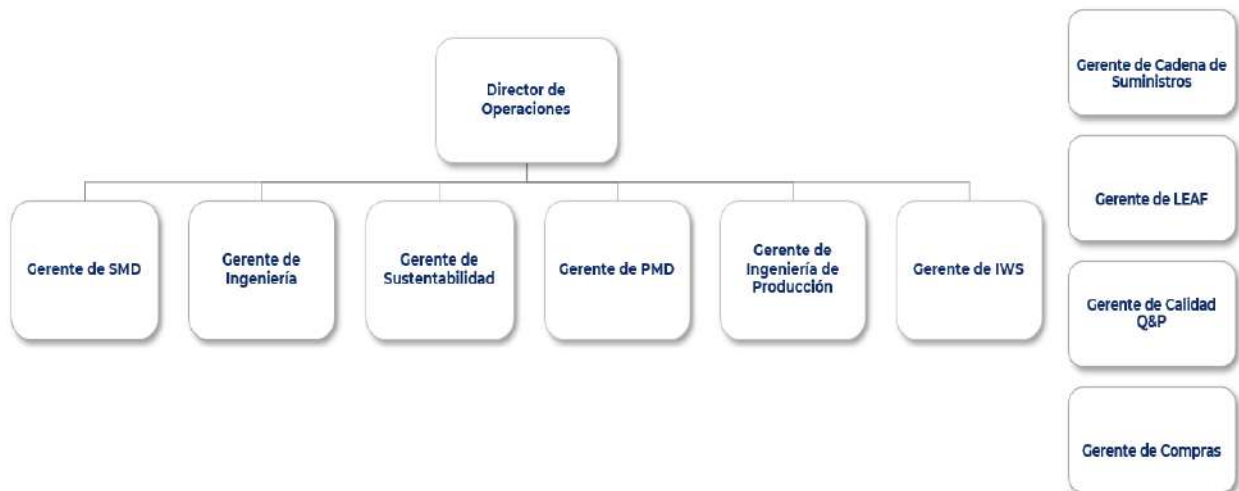 Director de
Operaciones
Gerente de SMD
Gerente de
Ingeniería
Gerente de
Sustentabilidad
Gerente de PMD
Gerente de
Ingeniería de
Producción
Gerente de IWS
Gerente de Cadena de
Suministros
Gerente de LEAF
Gerente de Calidad
Q&P
Gerente de Compras